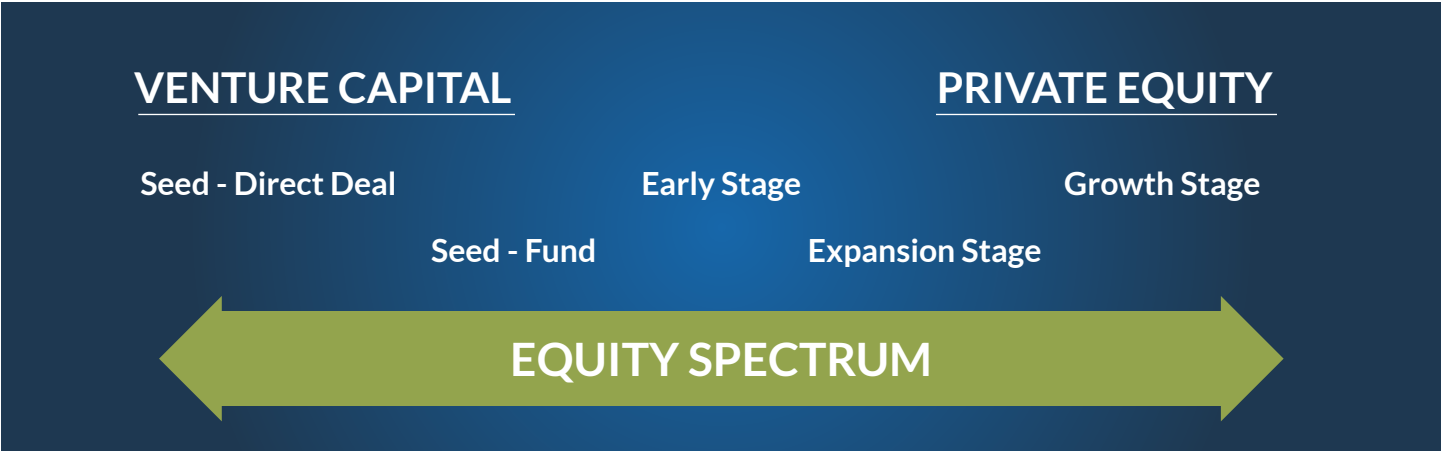 VENTURE CAPITAL
PRIVATE EQUITY
Seed - Direct Deal
Early Stage
Growth Stage
Seed - Fund
Expansion Stage
EQUITY SPECTRUM